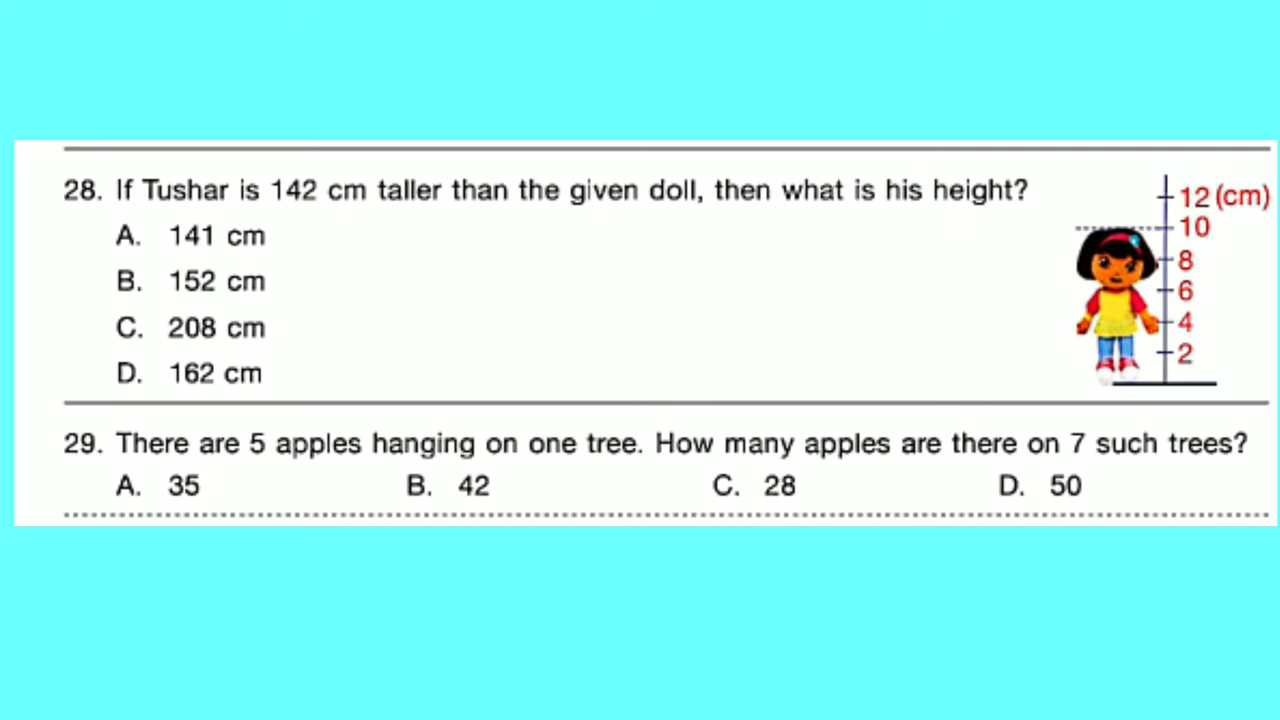 28. If Tushar is 142 cm taller than the given doll, then what is his height?
A. 141 cm
B. 152 cm
C. 208 cm
D. 162 cm
12 (cm)
10
8
6
4
2
29. There are 5 apples hanging on one tree. How many apples are there on 7 such trees?
A. 35 B. 42 C. 28 D. 50